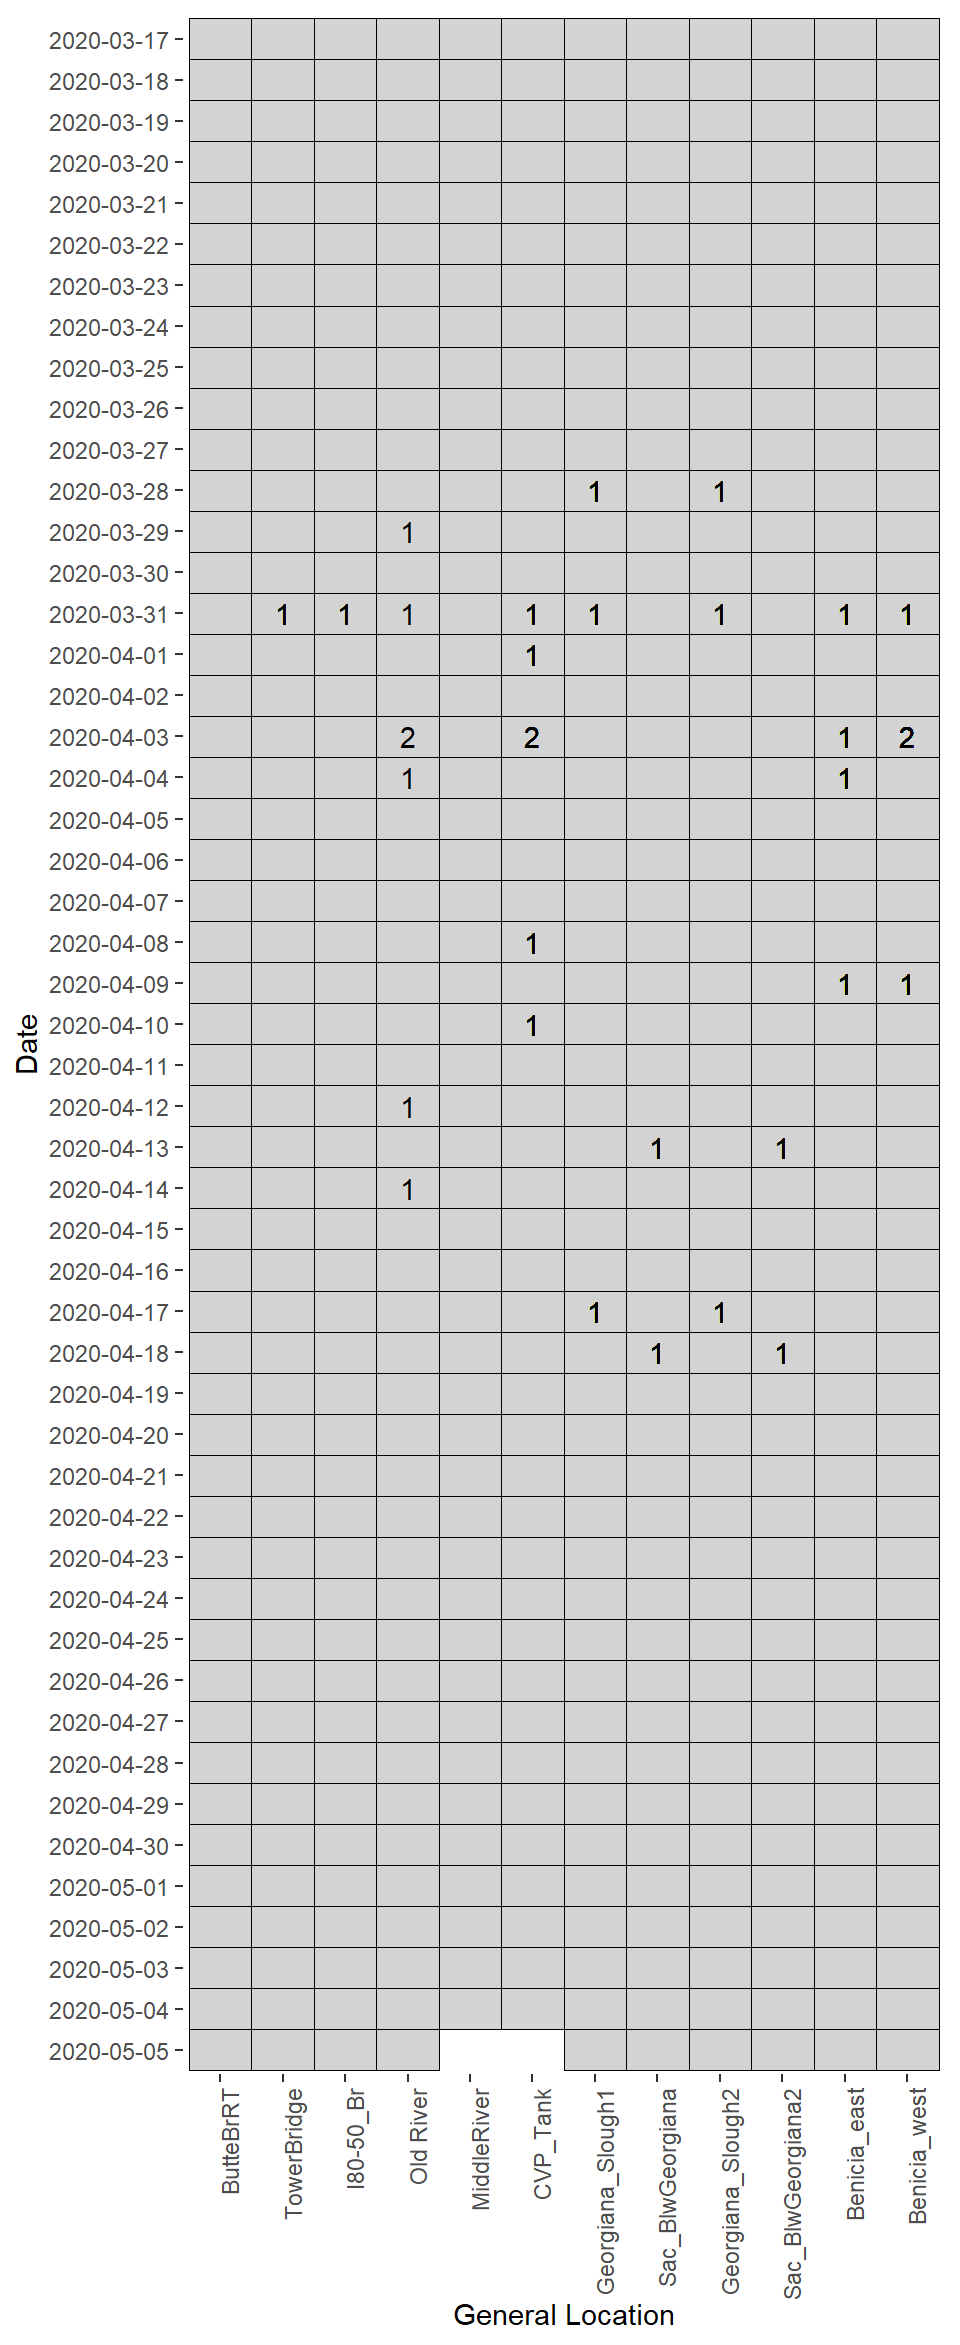 2020-03-17
2020-03-18
2020-03-19
2020-03-20
2020-03-21
2020-03-22
2020-03-23
2020-03-24
2020-03-25
2020-03-26
2020-03-27
2020-03-28 1 1
2020-03-29 1
2020-03-30
2020-03-31 1 1 1 1 1 1 1 1
2020-04-01 1
2020-04-02
2020-04-03 2 2 1 2
2020-04-04 1 1
2020-04-05
2020-04-06
2020-04-07
2020-04-08 1
2020-04-09 1 1
2020-04-10 1
Date
2020-04-11
2020-04-12 1
2020-04-13 1 1
2020-04-14 1
2020-04-15
2020-04-16
2020-04-17 1 1
2020-04-18 1 1
2020-04-19
2020-04-20
2020-04-21
2020-04-22
2020-04-23
2020-04-24
2020-04-25
2020-04-26
2020-04-27
2020-04-28
2020-04-29
2020-04-30
2020-05-01
2020-05-02
2020-05-03
2020-05-04
2020-05-05
ButteBrRT
TowerBridge
I80-50_Br
Old River
MiddleRiver
CVP_Tank
Georgiana_Slough1
Sac_BlwGeorgiana
Georgiana_Slough2
Sac_BlwGeorgiana2
Benicia_east
Benicia_west
General Location